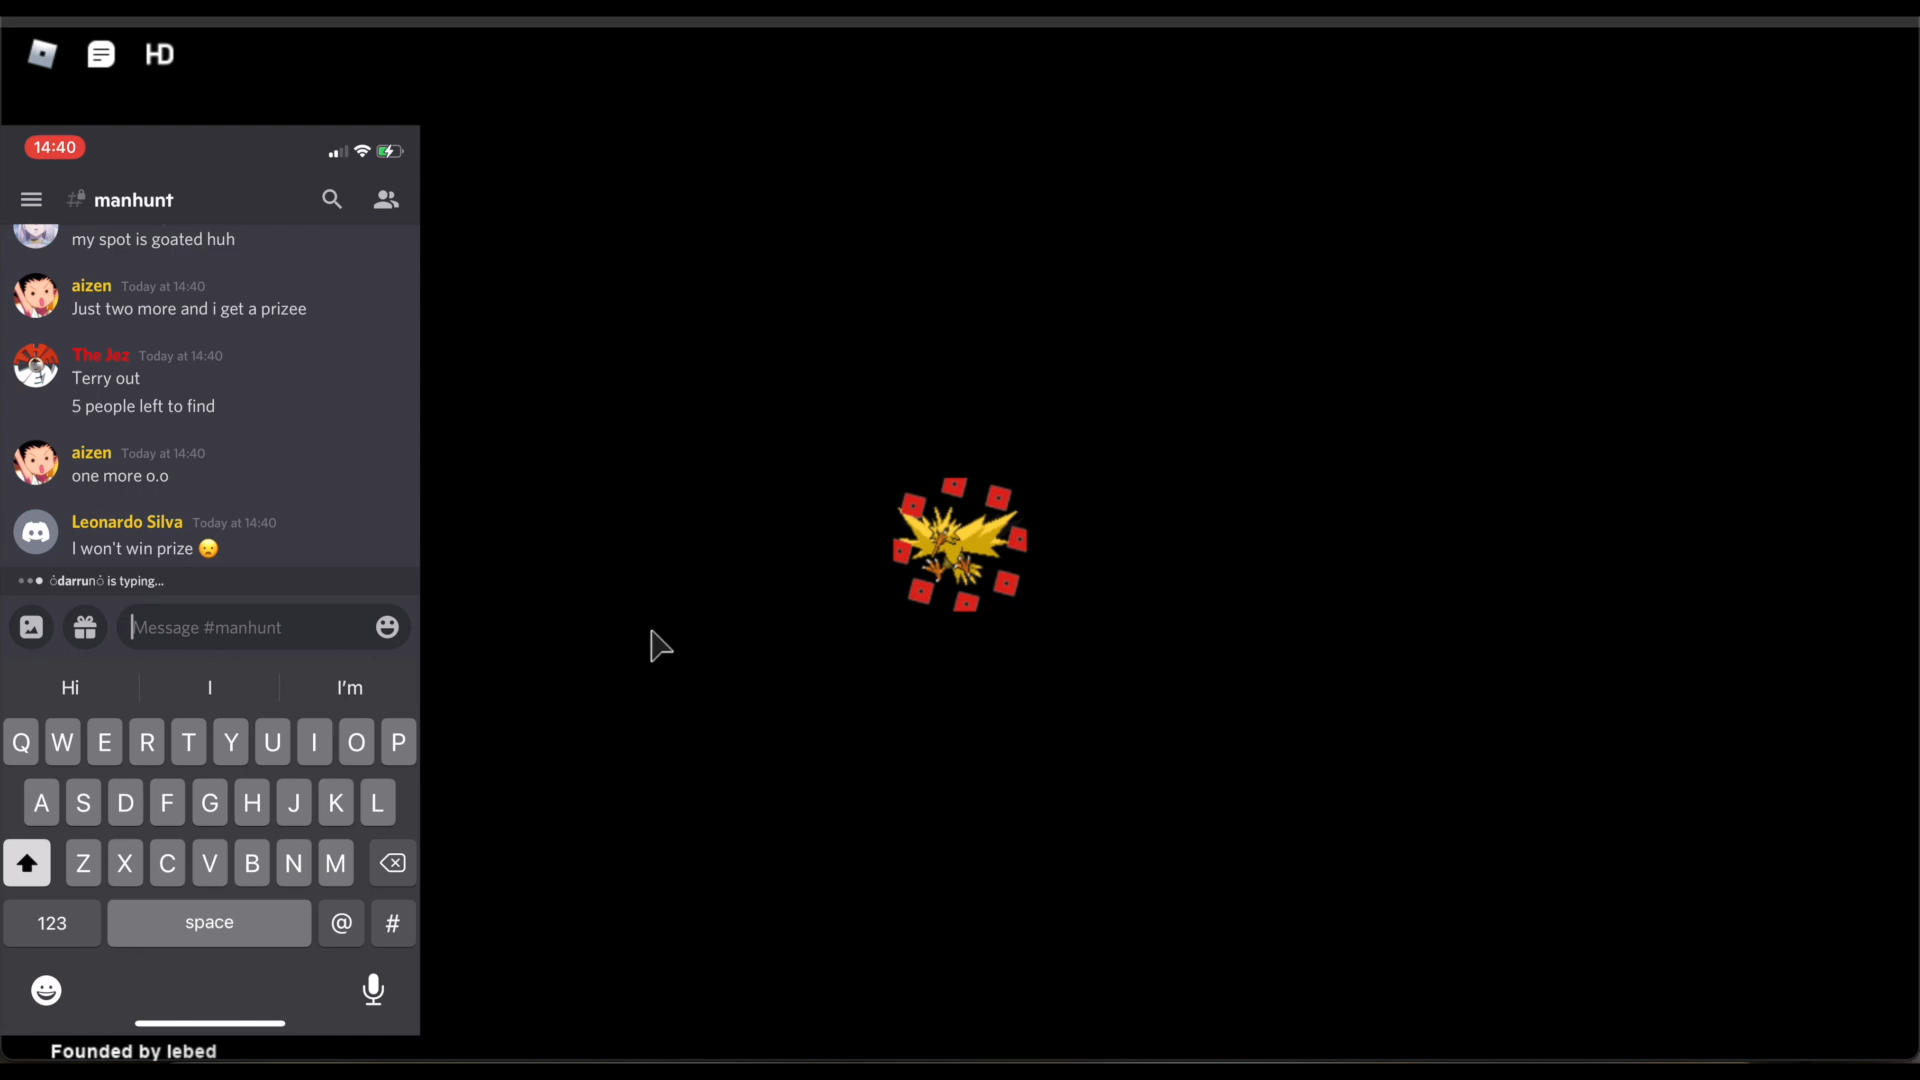 HD
14:40
manhunt
my spot is goated huh
aizen Today at 14:40
Just two more and i get a prizee
The Jez Today at 14:40
Terry out
5 people left to find
aizen Today at 14:40
one more o.o
Leonardo Silva Today at 14:40
I won't win prize 😦
ծdarrunծ is typing...
Message #manhunt
Hi I I'm
Q W E R T Y U I O P
A S D F G H J K L
Z X C V B N M
123 space @ #
Founded by lebed